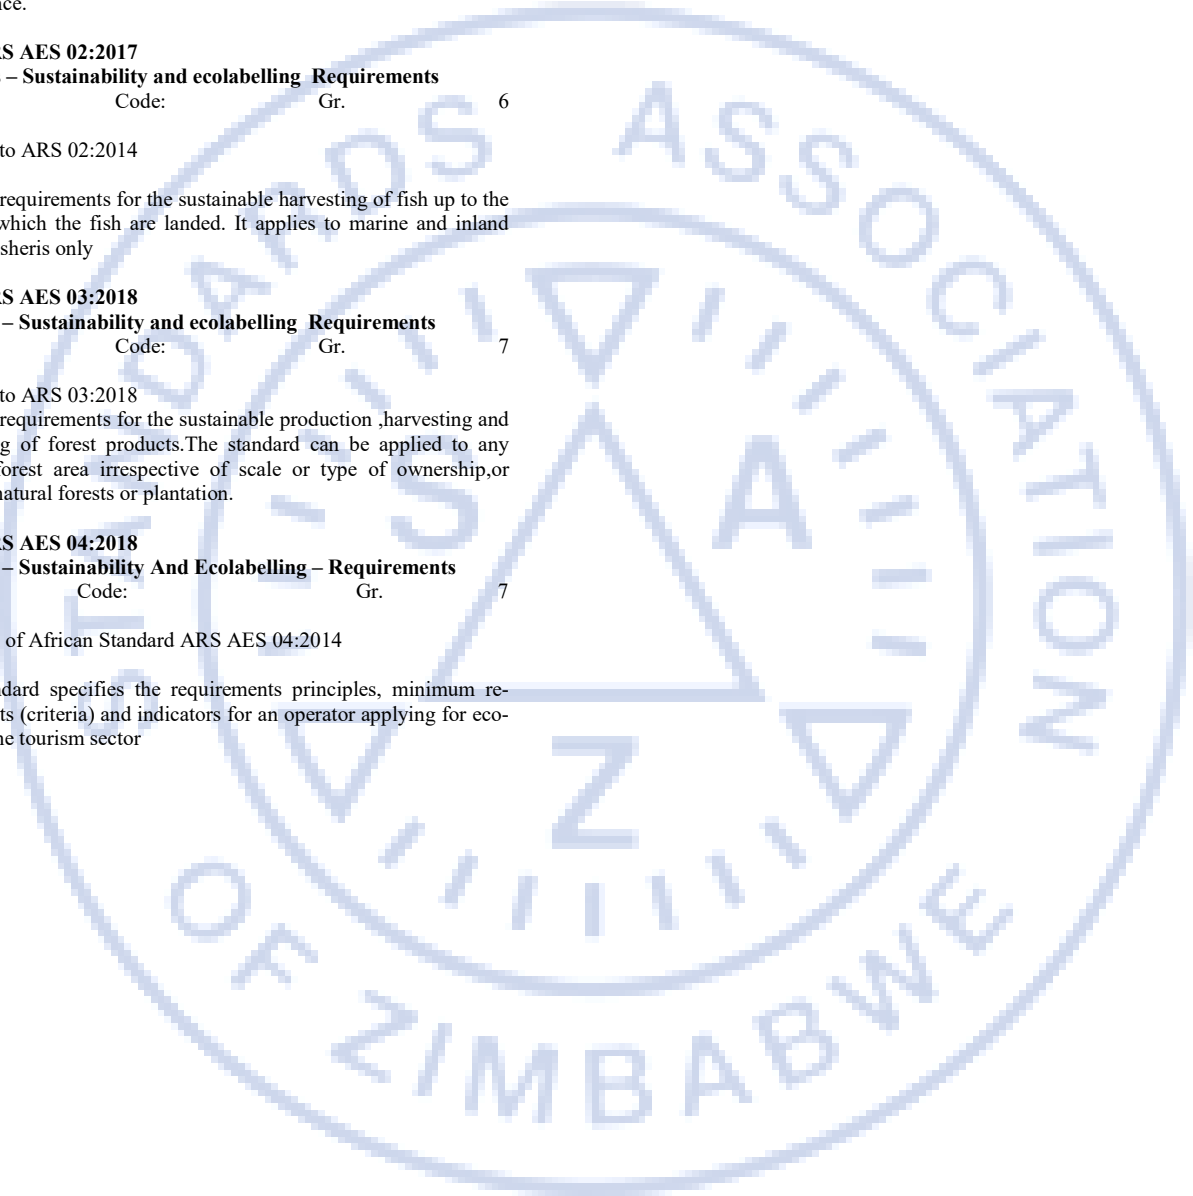 nce.
RS AES 02:2017
– Sustainability and ecolabelling Requirements
Code: Gr. 6
to ARS 02:2014
requirements for the sustainable harvesting of fish up to the
which the fish are landed. It applies to marine and inland
sheris only
RS AES 03:2018
– Sustainability and ecolabelling Requirements
Code: Gr. 7
to ARS 03:2018
requirements for the sustainable production ,harvesting and
g of forest products.The standard can be applied to any
forest area irrespective of scale or type of ownership,or
natural forests or plantation.
RS AES 04:2018
– Sustainability And Ecolabelling – Requirements
Code: Gr. 7
of African Standard ARS AES 04:2014
ndard specifies the requirements principles, minimum re-
ts (criteria) and indicators for an operator applying for eco-
he tourism sector
STANDARDS ASSOCIATION
OF ZIMBABWE
S A
Z